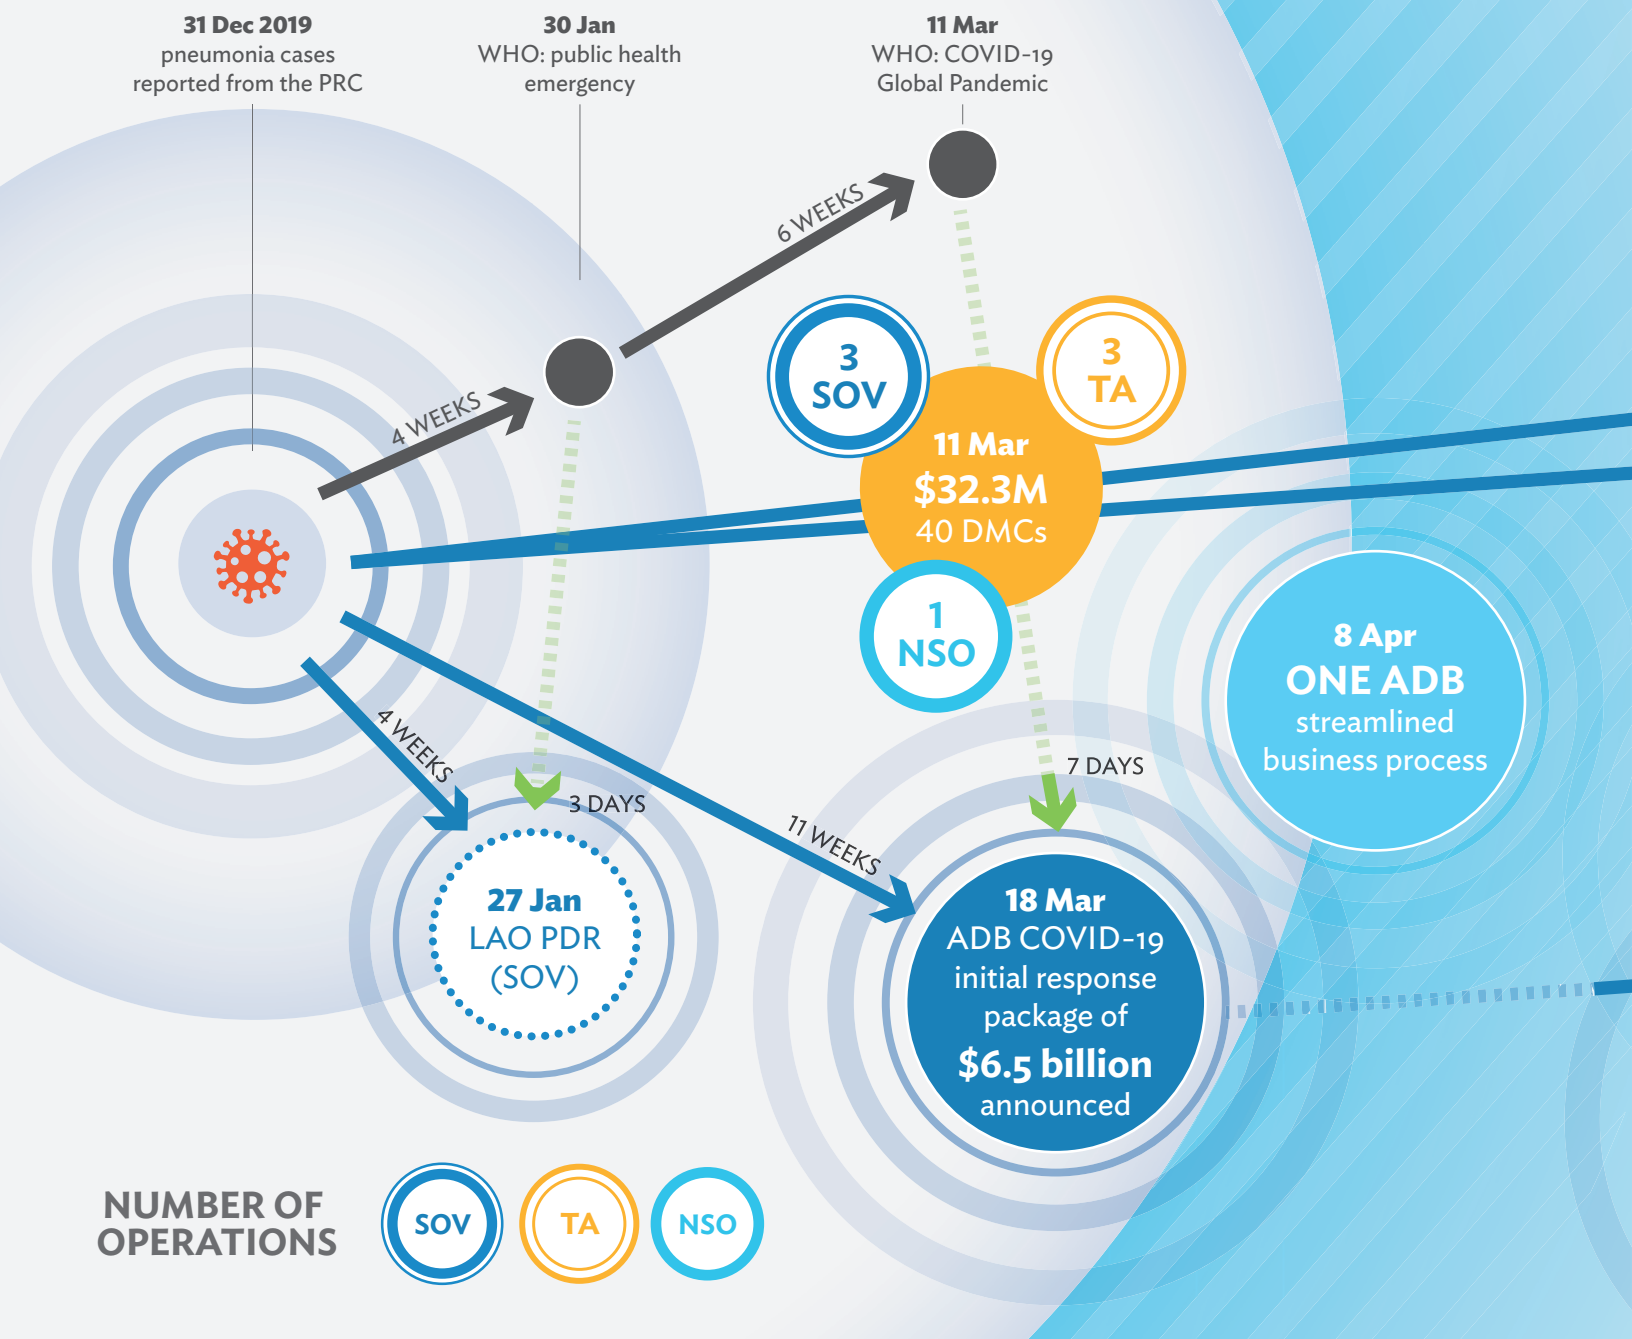 31 Dec 2019
pneumonia cases
reported from the PRC
30 Jan
WHO: public health
emergency
11 Mar
WHO: COVID-19
Global Pandemic
6 WEEKS
4 WEEKS
3
SOV
3
TA
11 Mar
$32.3M
40 DMCs
1
NSO
8 Apr
ONE ADB
streamlined
business process
4 WEEKS
3 DAYS
7 DAYS
11 WEEKS
27 Jan
LAO PDR
(SOV)
18 Mar
ADB COVID-19
initial response
package of
$6.5 billion
announced
NUMBER OF
OPERATIONS
SOV
TA
NSO